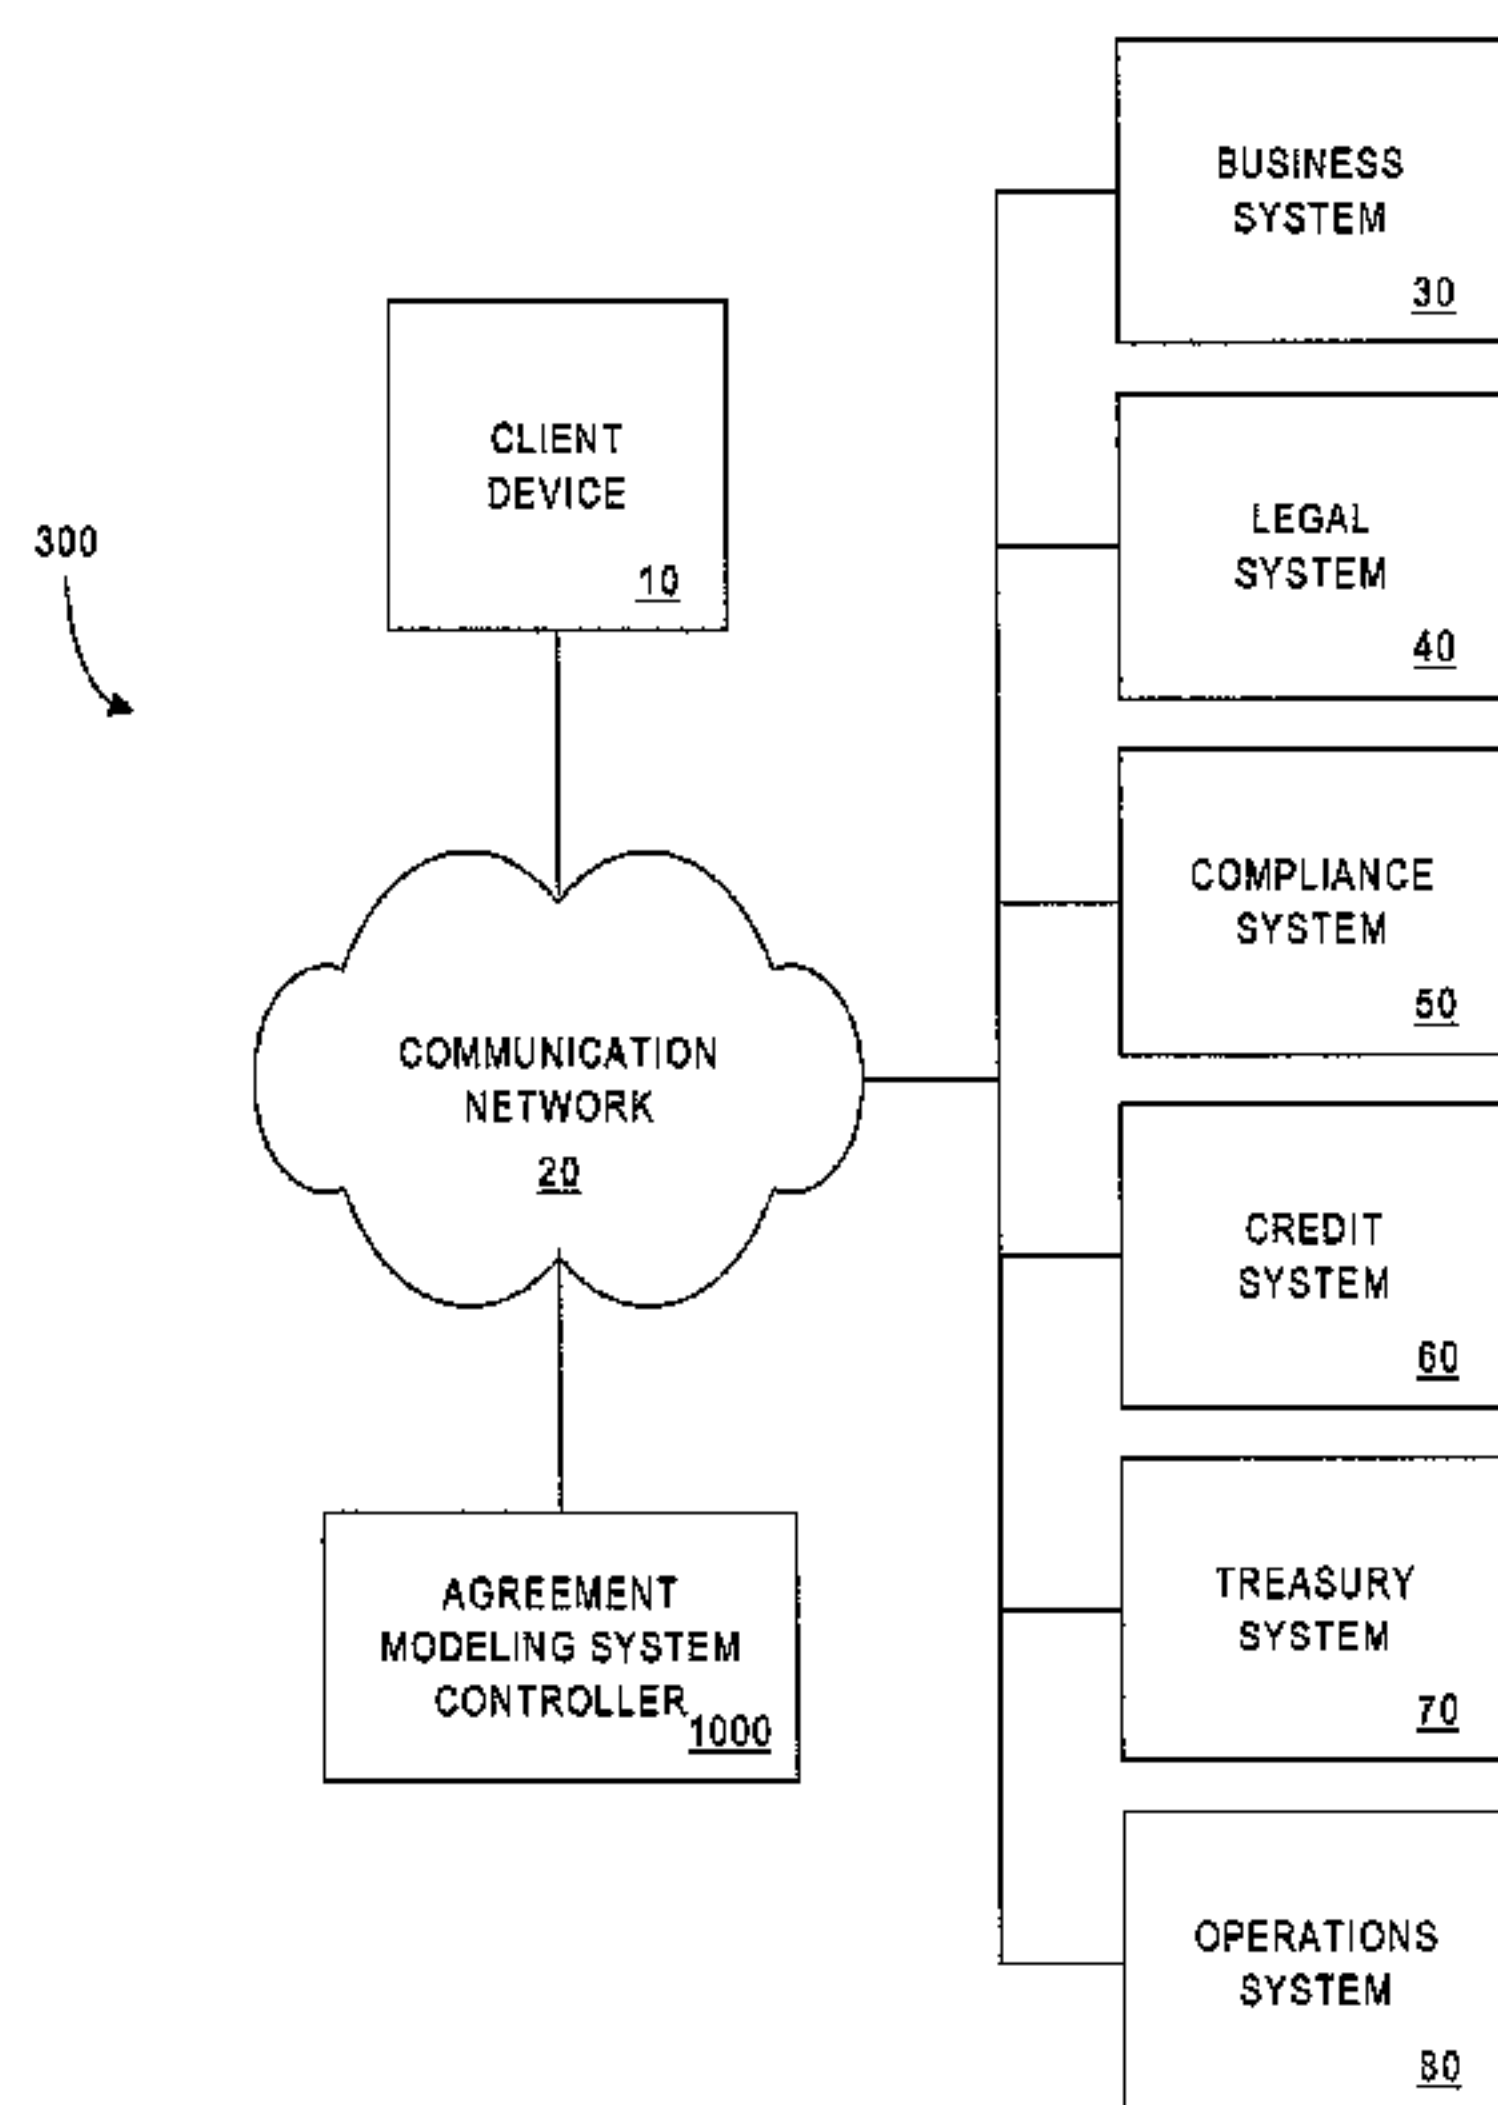 300
CLIENT
DEVICE
10
COMMUNICATION
NETWORK
20
AGREEMENT
MODELING SYSTEM
CONTROLLER
1000
BUSINESS
SYSTEM
30
LEGAL
SYSTEM
40
COMPLIANCE
SYSTEM
50
CREDIT
SYSTEM
60
TREASURY
SYSTEM
70
OPERATIONS
SYSTEM
80